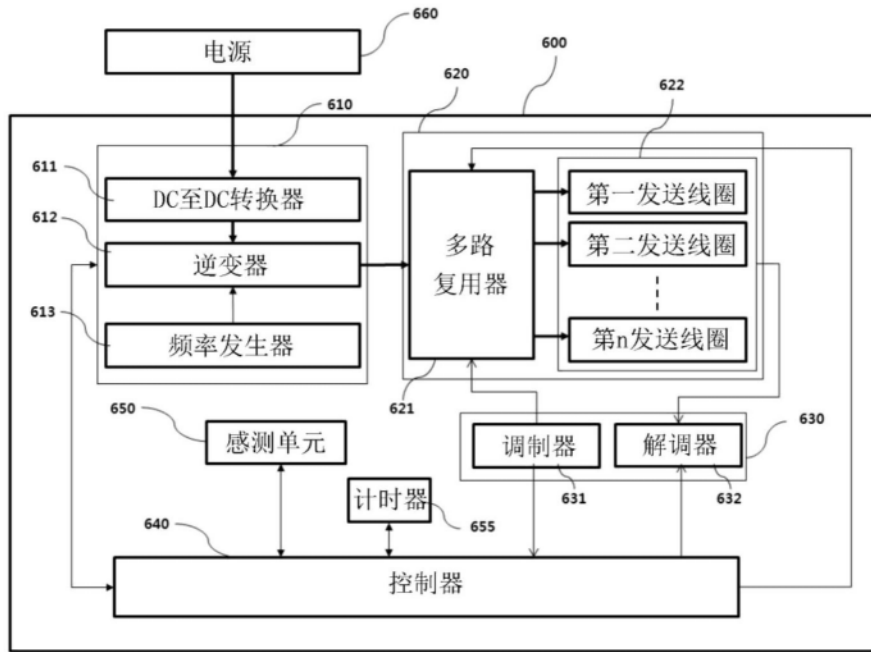 电源
660
600
610
620
622
611
DC至DC转换器
第一发送线圈
612
逆变器
多路
复用器
第二发送线圈
613
频率发生器
第n发送线圈
621
650
感测单元
调制器
解调器
630
631
632
计时器
655
640
控制器